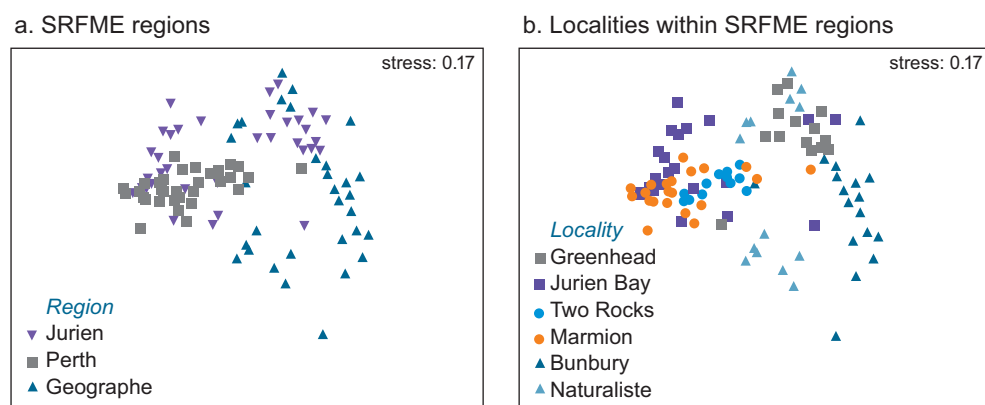 a. SRFME regions
stress: 0.17
Region
Jurien
Perth
Geographe
b. Localities within SRFME regions
stress: 0.17
Locality
Greenhead
Jurien Bay
Two Rocks
Marmion
Bunbury
Naturaliste